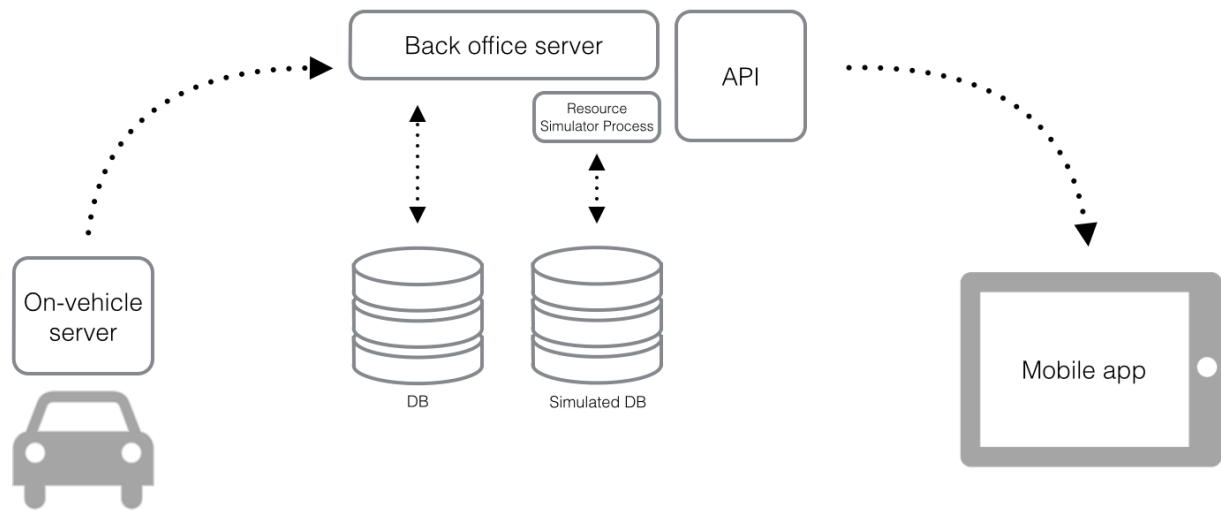 Back office server
API
Resource
Simulator Process
On-vehicle
server
Mobile app
DB
Simulated DB